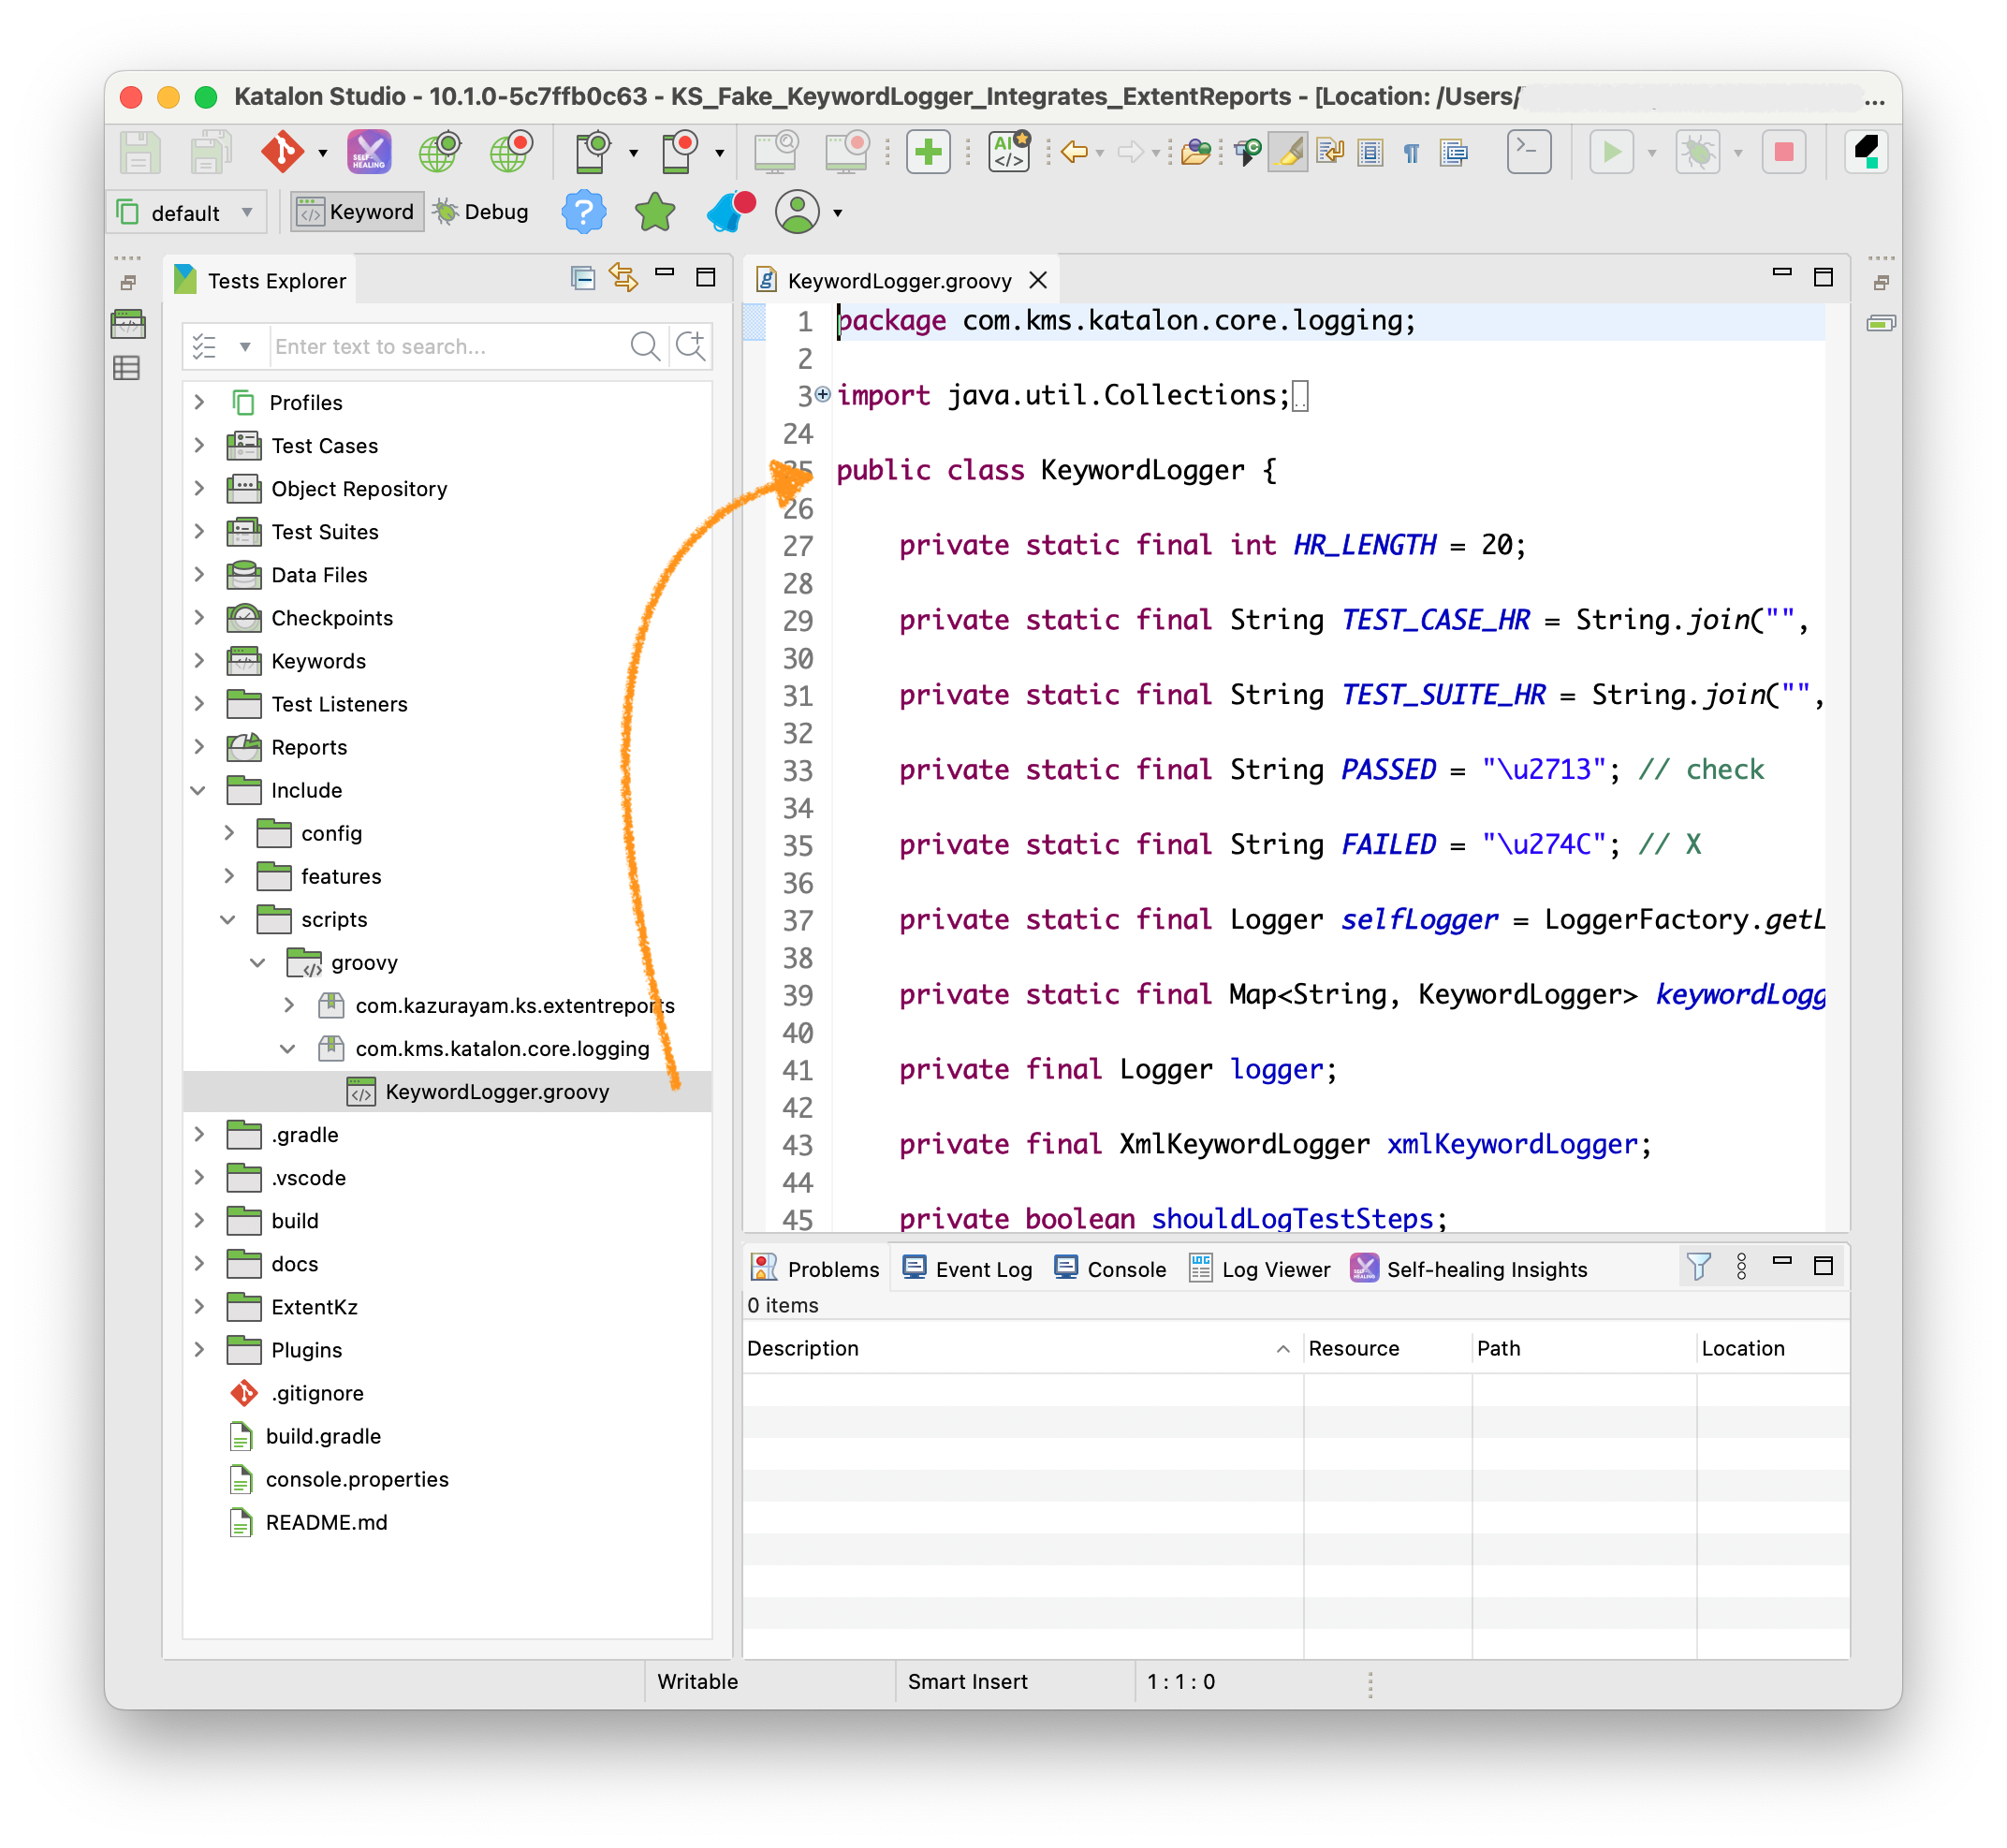 Katalon Studio - 10.1.0-5c7ffb0c63 - KS_Fake_KeywordLogger_Integrates_ExtentReports - [Location: /Users/ ...
SELF-HEALING
AI
default
Keyword
Debug
Tests Explorer
Enter text to search...
Profiles
Test Cases
Object Repository
Test Suites
Data Files
Checkpoints
Keywords
Test Listeners
Reports
Include
config
features
scripts
groovy
com.kazurayam.ks.extentreports
com.kms.katalon.core.logging
KeywordLogger.groovy
.gradle
.vscode
build
docs
ExtentKz
Plugins
.gitignore
build.gradle
console.properties
README.md
KeywordLogger.groovy
1 package com.kms.katalon.core.logging;
2
3 import java.util.Collections;
24
25 public class KeywordLogger {
26
27 private static final int HR_LENGTH = 20;
28
29 private static final String TEST_CASE_HR = String.join("",
30
31 private static final String TEST_SUITE_HR = String.join("",
32
33 private static final String PASSED = "\u2713"; // check
34
35 private static final String FAILED = "\u274C"; // X
36
37 private static final Logger selfLogger = LoggerFactory.getL
38
39 private static final Map<String, KeywordLogger> keywordLogg
40
41 private final Logger logger;
42
43 private final XmlKeywordLogger xmlKeywordLogger;
44
45 private boolean shouldLogTestSteps;
Problems
Event Log
Console
LOG
Log Viewer
Self-healing Insights
0 items
Description Resource Path Location
Writable Smart Insert 1 : 1 : 0